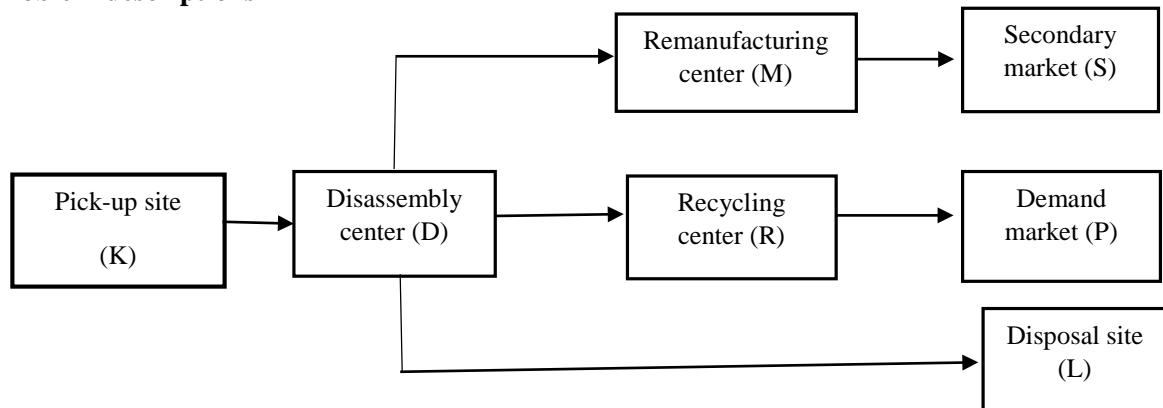 Remanufacturing
center (M)
Secondary
market (S)
Pick-up site
(K)
Disassembly
center (D)
Recycling
center (R)
Demand
market (P)
Disposal site
(L)